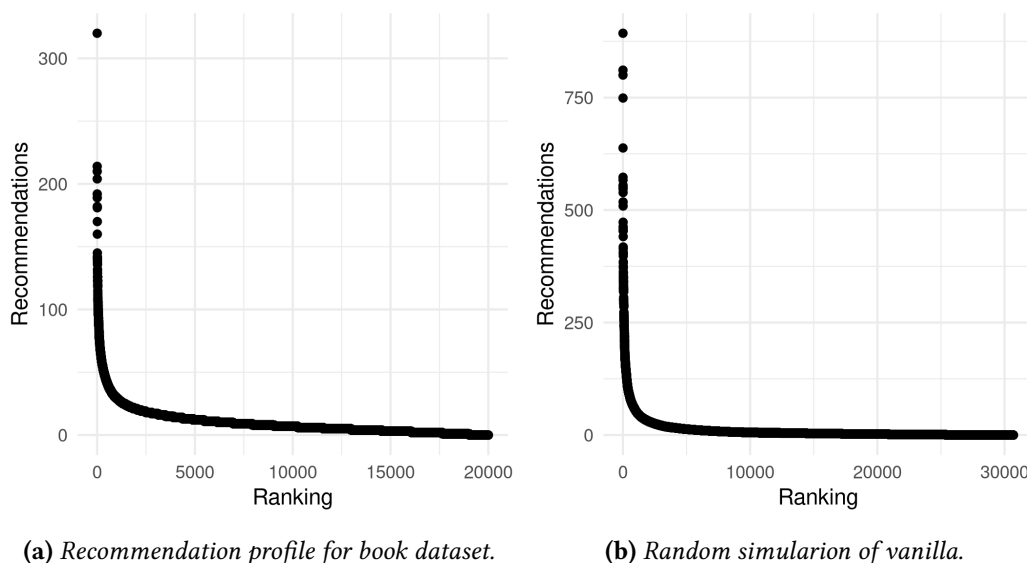 300
200
100
0
Recommendations
0 5000 10000 15000 20000
Ranking
(a) Recommendation profile for book dataset.
750
500
250
0
Recommendations
0 10000 20000 30000
Ranking
(b) Random simularion of vanilla.